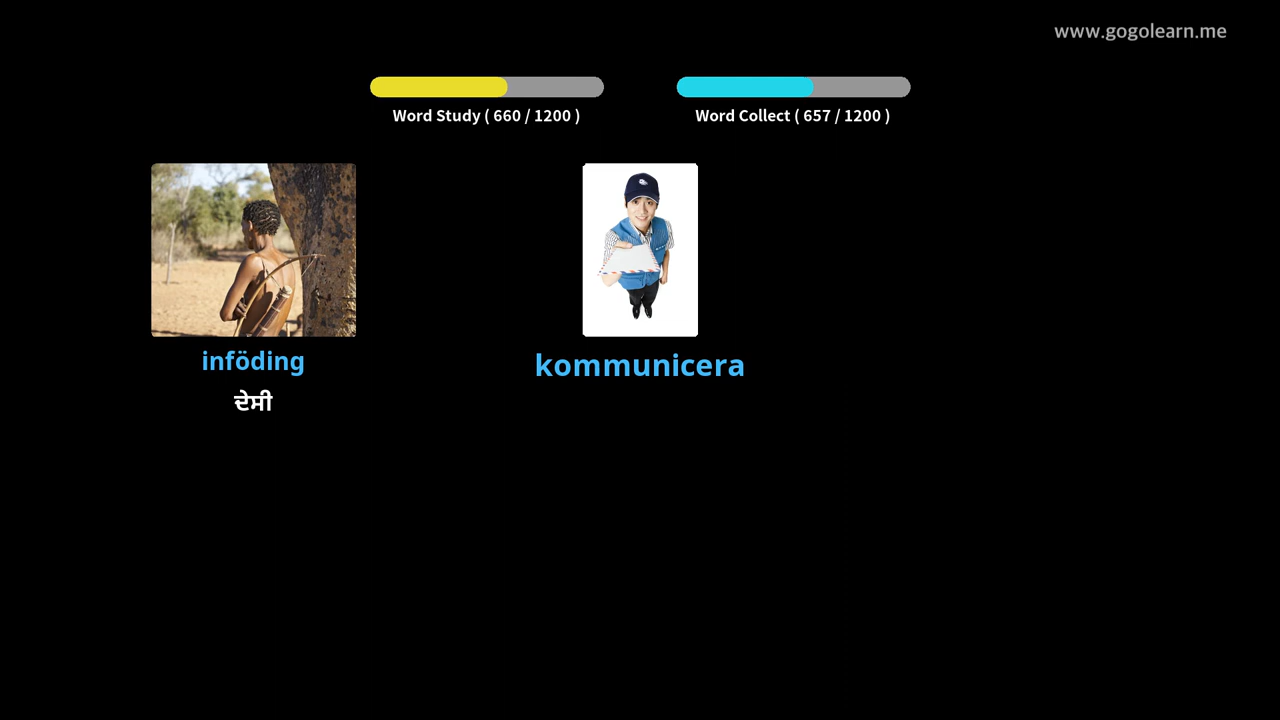 www.gogolearn.me
Word Study ( 660 / 1200 )
Word Collect ( 657 / 1200 )
inföding
ਦੇਸੀ
kommunicera